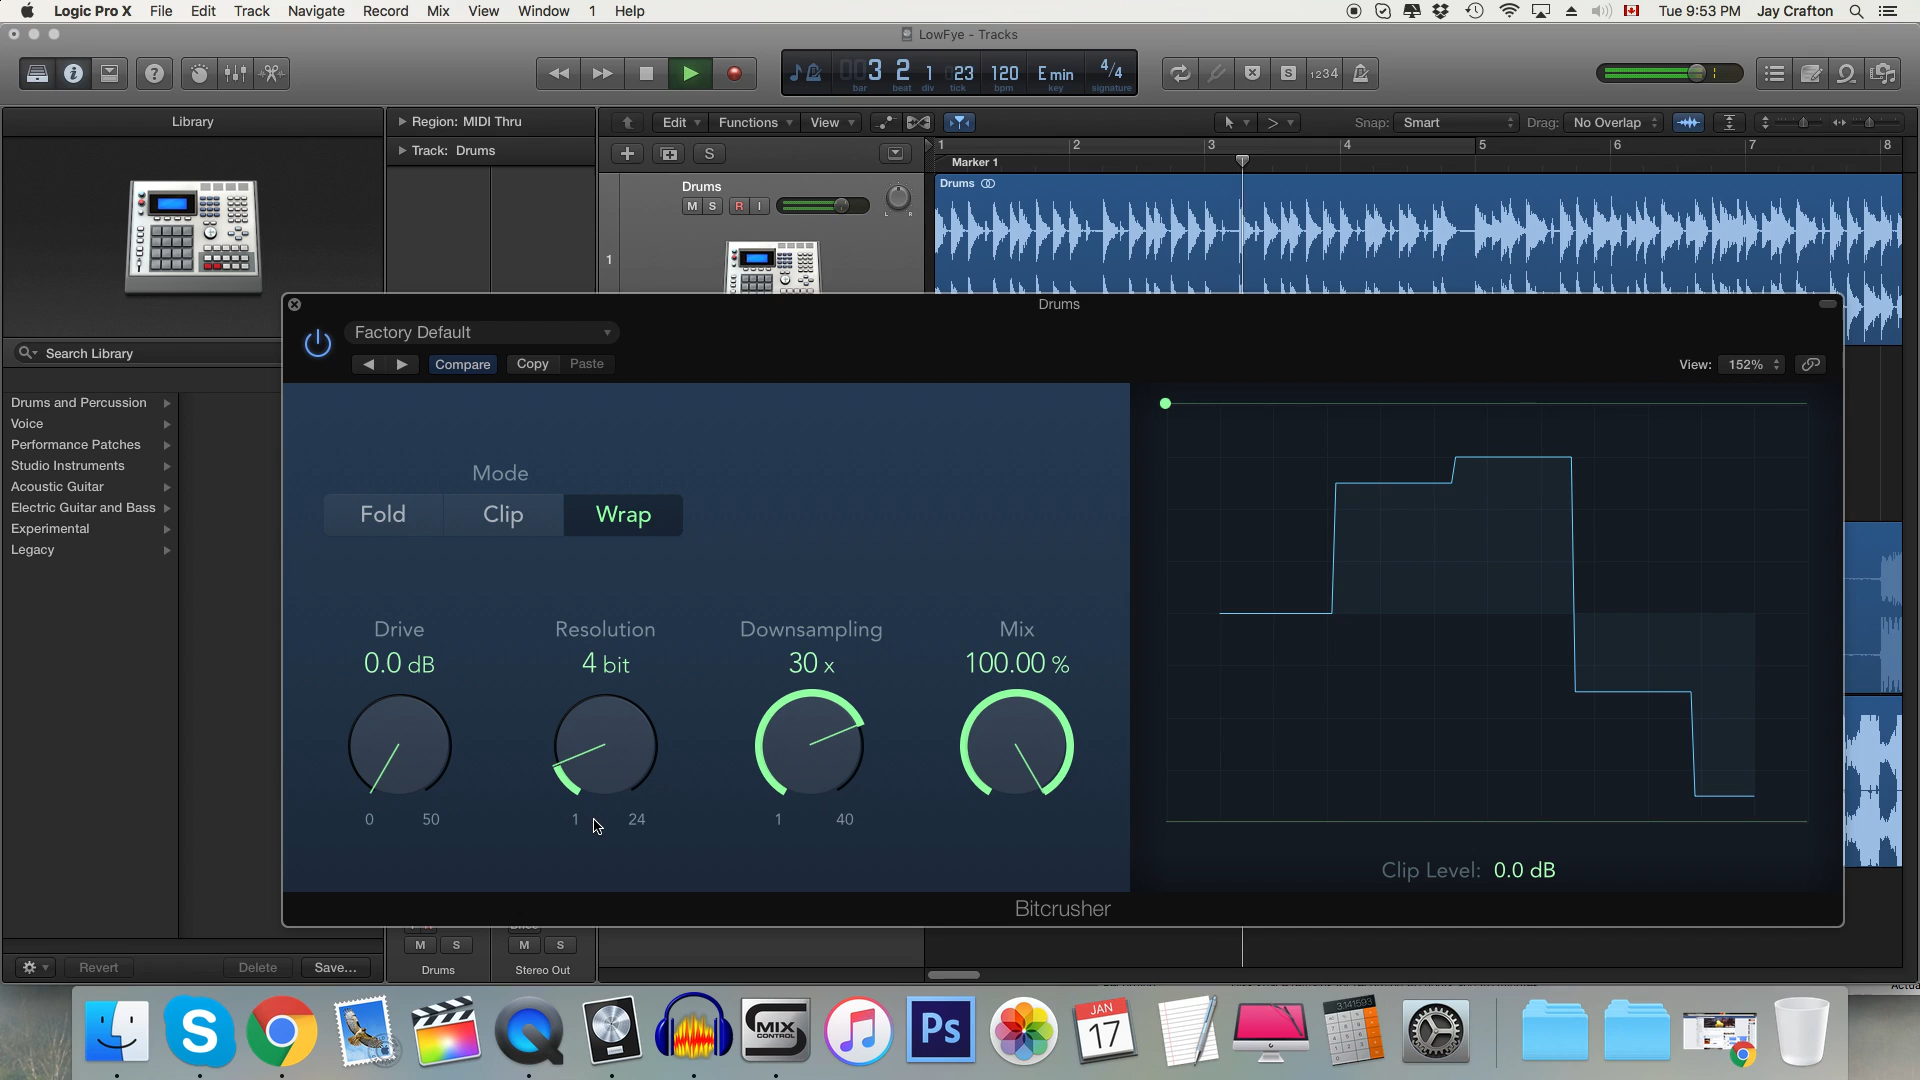 Logic Pro X File Edit Track Navigate Record Mix View Window 1 Help
Tue 9:53 PM Jay Crafton
LowFye - Tracks
003 2 1 23 120 E min 4/4
bar beat div tick bpm key signature
1234
Library
Region: MIDI Thru
Edit Functions View
Snap: Smart
Drag: No Overlap
Track: Drums
S
1 2 3 4 5 6 7 8
Marker 1
Drums
M S R I
L R
1
Drums
Search Library
Drums and Percussion
Voice
Performance Patches
Studio Instruments
Acoustic Guitar
Electric Guitar and Bass
Experimental
Legacy
Drums
Factory Default
Compare Copy Paste
View: 152%
Mode
Fold Clip Wrap
Drive Resolution Downsampling Mix
0.0 dB 4 bit 30 x 100.00 %
0 50 1 24 1 40
Clip Level: 0.0 dB
Bitcrusher
M S M S
Drums Stereo Out
Revert Delete Save...
MIX
CONTROL
Ps
JAN
17
3.141593